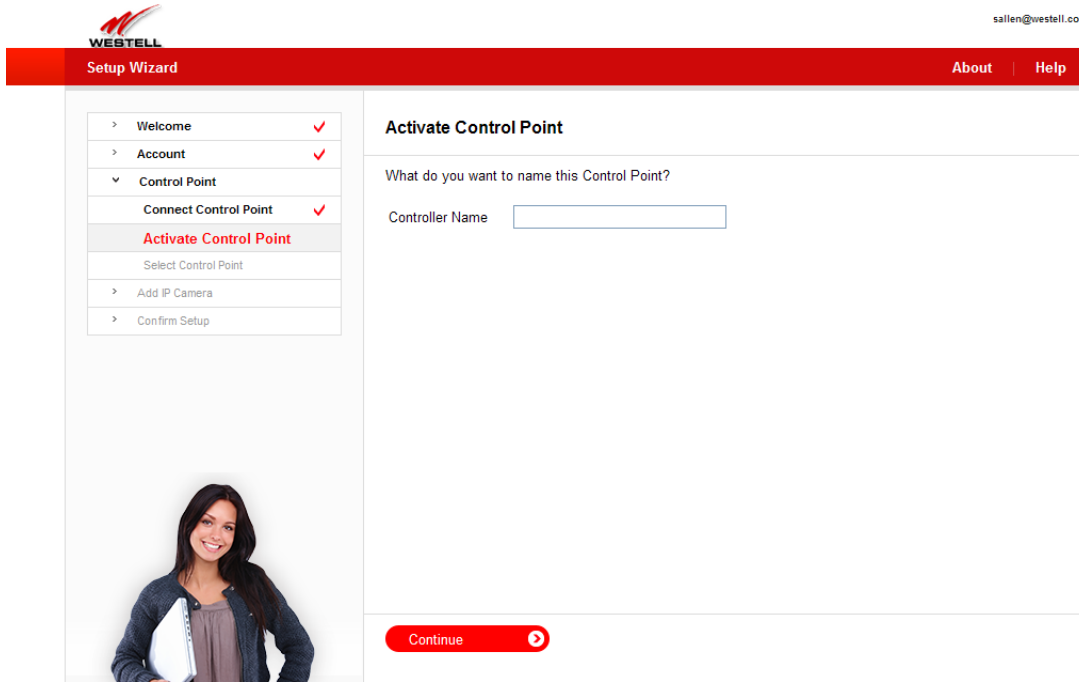 WESTELL
sallen@westell.co
Setup Wizard
About | Help
Welcome
Account
Control Point
Connect Control Point
Activate Control Point
Select Control Point
Add IP Camera
Confirm Setup
Activate Control Point
What do you want to name this Control Point?
Controller Name
Continue